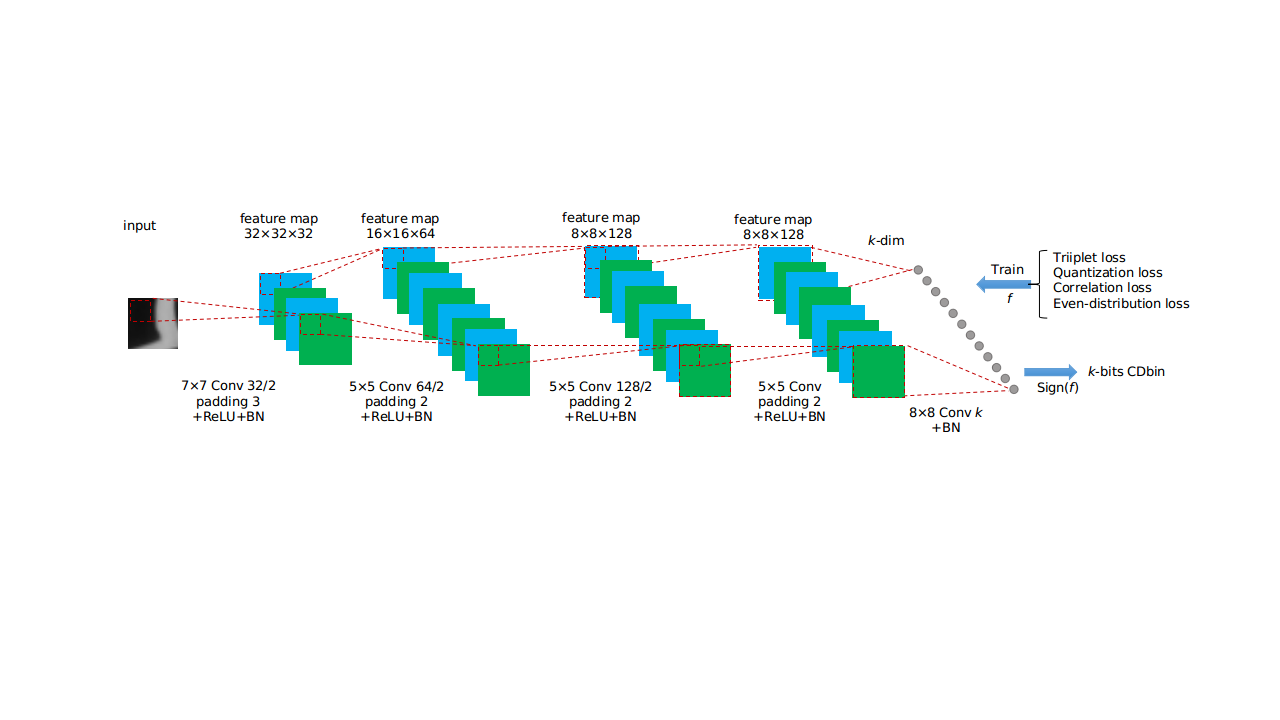 input
feature map
32×32×32
feature map
16×16×64
feature map
8×8×128
feature map
8×8×128
k-dim
Train
f
Triiplet loss
Quantization loss
Correlation loss
Even-distribution loss
k-bits CDbin
Sign(f)
7×7 Conv 32/2
padding 3
+ReLU+BN
5×5 Conv 64/2
padding 2
+ReLU+BN
5×5 Conv 128/2
padding 2
+ReLU+BN
5×5 Conv
padding 2
+ReLU+BN
8×8 Conv k
+BN